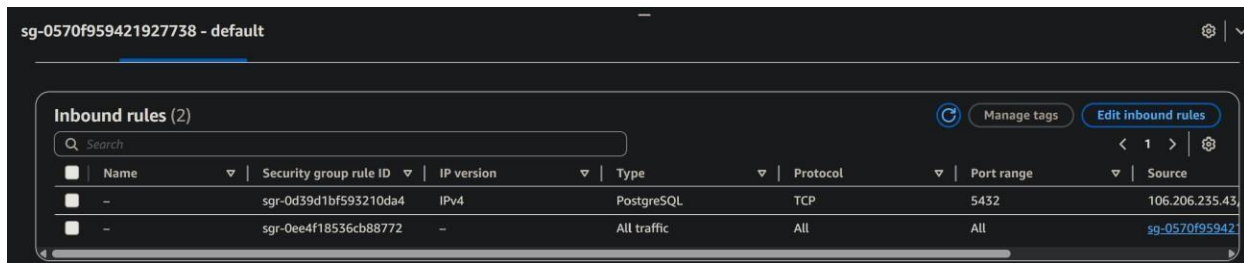 sg-0570f959421927738 - default
Inbound rules (2)
Manage tags
Edit inbound rules
Search
1
Name Security group rule ID IP version Type Protocol Port range Source
– sgr-0d39d1bf593210da4 IPv4 PostgreSQL TCP 5432 106.206.235.43/
– sgr-0ee4f18536cb88772 – All traffic All All sg-0570f959421